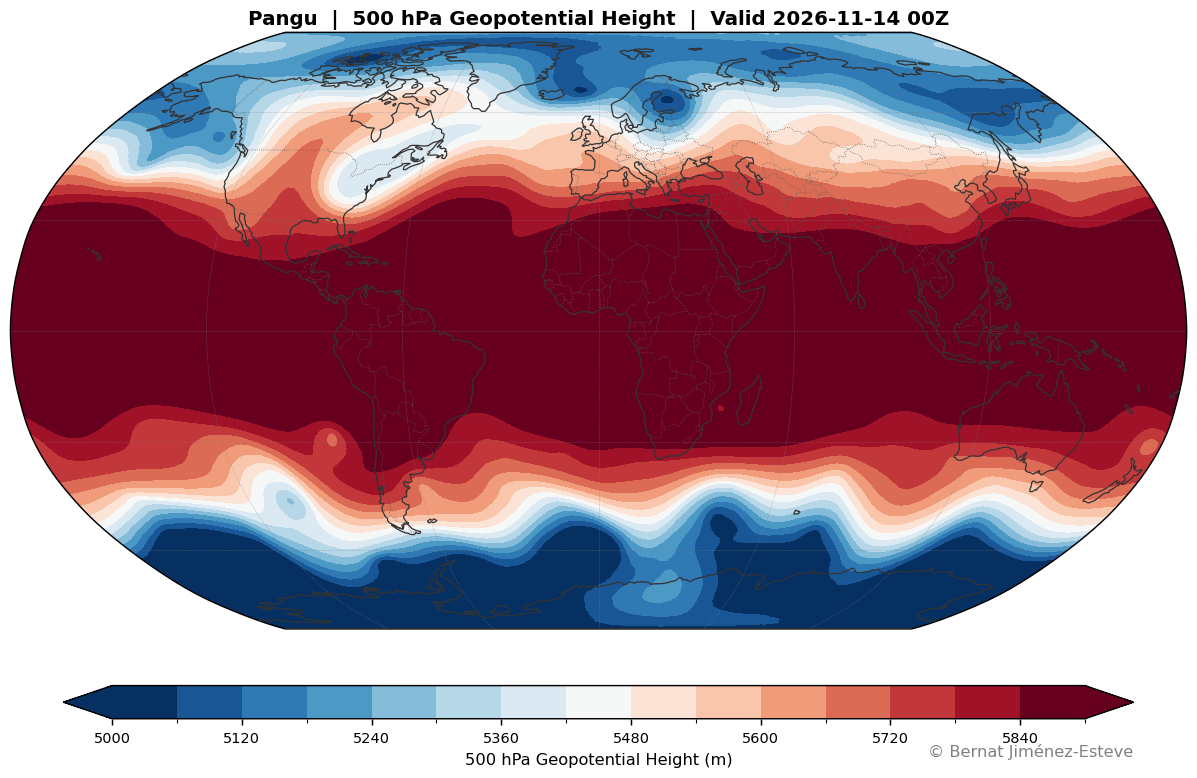 Pangu | 500 hPa Geopotential Height | Valid 2026-11-14 00Z
5000 5120 5240 5360 5480 5600 5720 5840
500 hPa Geopotential Height (m)
© Bernat Jiménez-Esteve